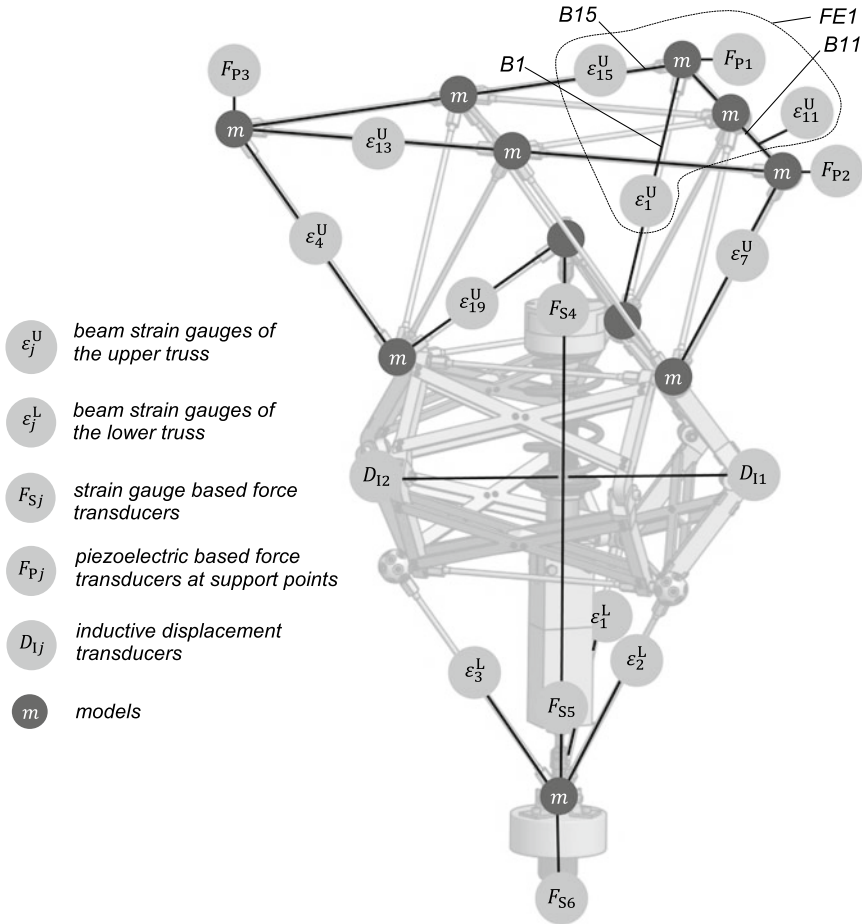 B15
FE1
B11
B1
F_P3
ε_15^U
F_P1
m
m
ε_11^U
m
m
ε_13^U
m
m
F_P2
ε_1^U
ε_4^U
ε_7^U
ε_19^U
F_S4
m
m
ε_j^U beam strain gauges of
the upper truss
ε_j^L beam strain gauges of
the lower truss
F_Sj strain gauge based force
transducers
F_Pj piezoelectric based force
transducers at support points
D_Ij inductive displacement
transducers
m models
D_I2
D_I1
ε_1^L
ε_3^L
ε_2^L
F_S5
m
F_S6